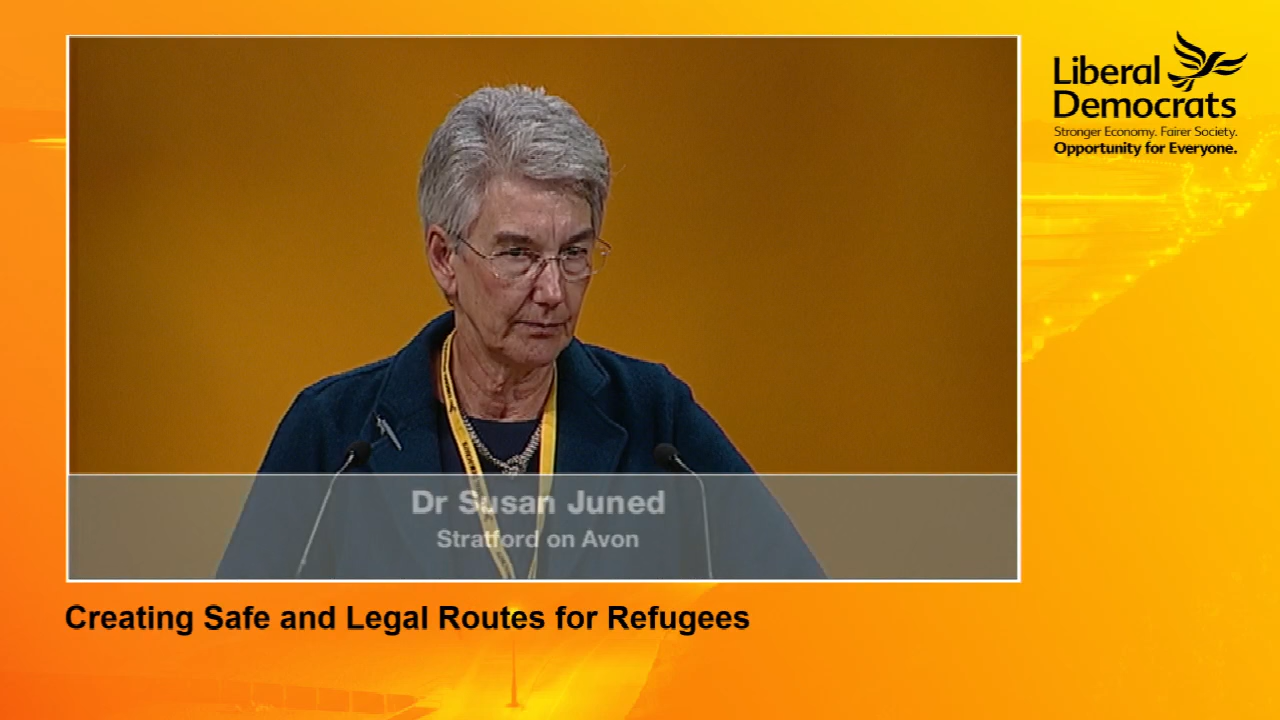 Liberal
Democrats
Stronger Economy. Fairer Society.
Opportunity for Everyone.
Dr Susan Juned
Stratford on Avon
Creating Safe and Legal Routes for Refugees